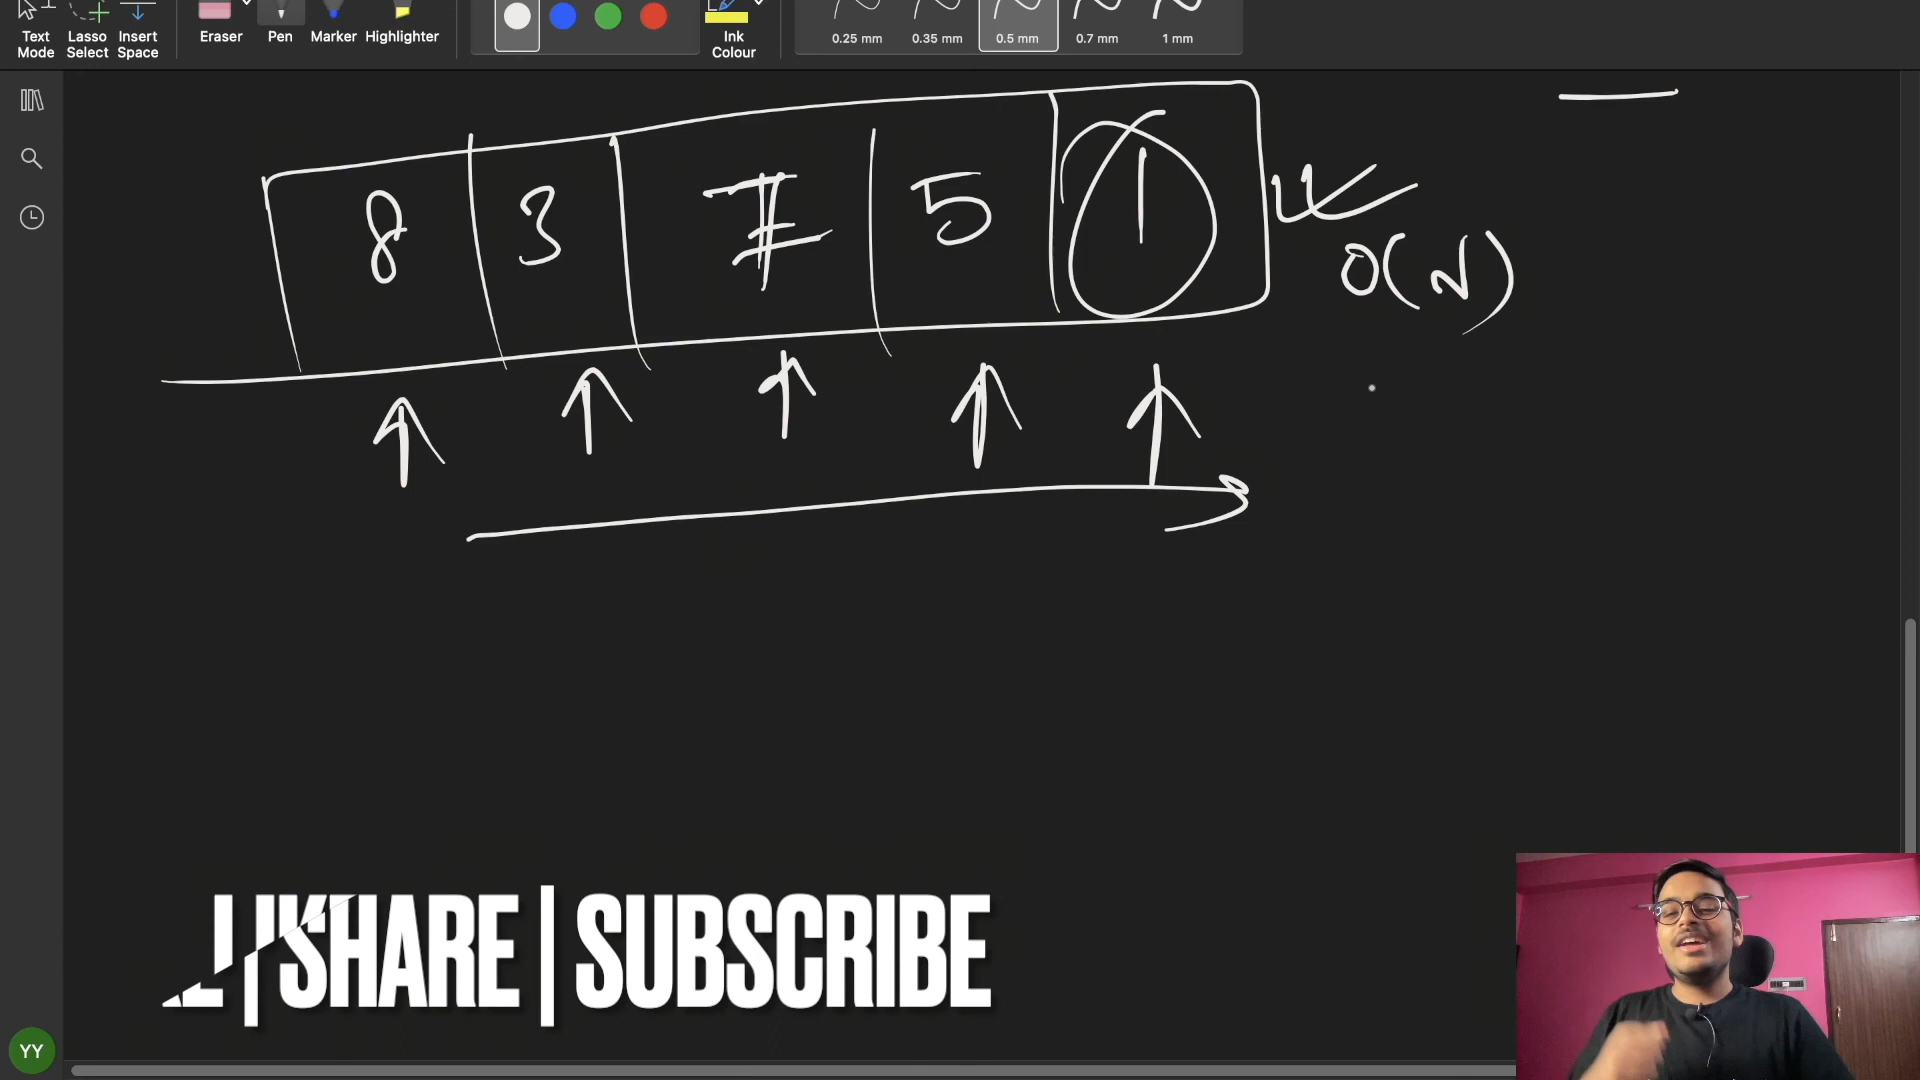 Text Mode
Lasso Select
Insert Space
Eraser
Pen
Marker
Highlighter
Ink Colour
0.25 mm
0.35 mm
0.5 mm
0.7 mm
1 mm
8 3 7 5 1
O(N)
SHARE | SUBSCRIBE
YY